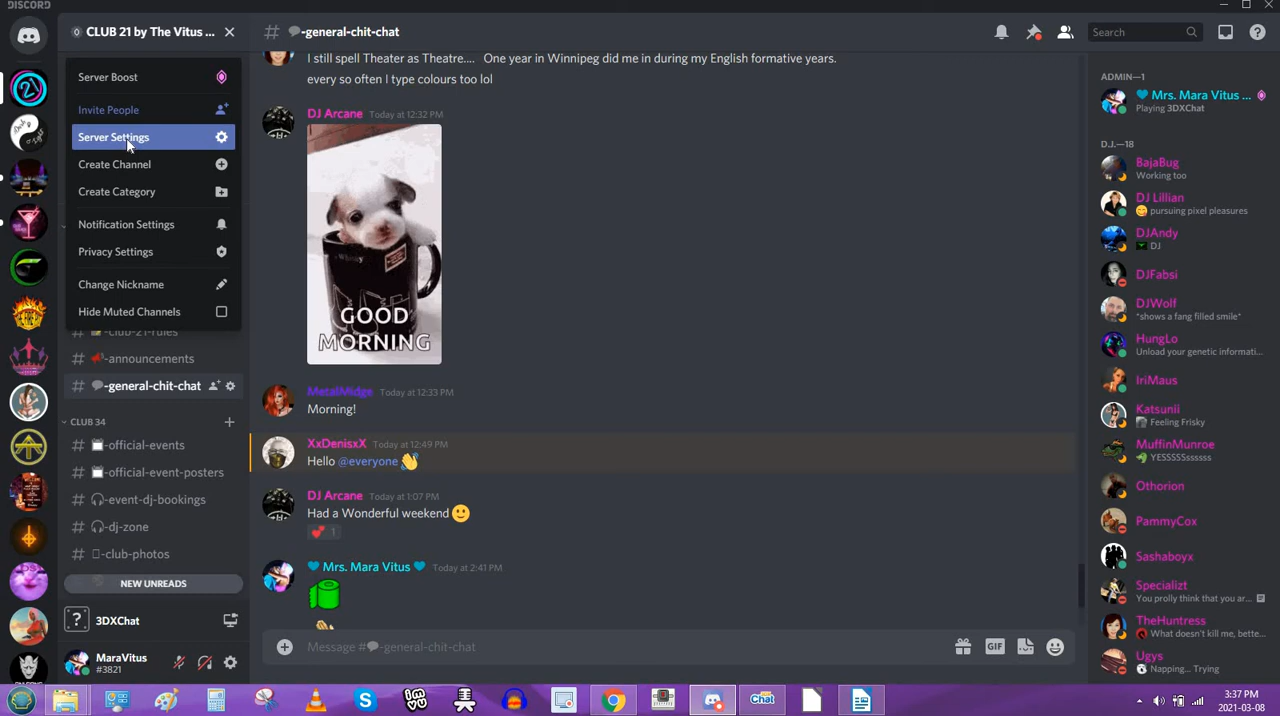 DISCORD
CLUB 21 by The Vitus ...
Server Boost
Invite People
Server Settings
Create Channel
Create Category
Notification Settings
Privacy Settings
Change Nickname
Hide Muted Channels
-club-21-rules
-announcements
-general-chit-chat
CLUB 34
-official-events
-official-event-posters
-event-dj-bookings
-dj-zone
-club-photos
NEW UNREADS
3DXChat
MaraVitus
#3821
# -general-chit-chat
Search
I still spell Theater as Theatre.... One year in Winnipeg did me in during my English formative years.
every so often I type colours too lol
DJ Arcane Today at 12:32 PM
GOOD
MORNING
MetalMidge Today at 12:33 PM
Morning!
XxDenisxX Today at 12:49 PM
Hello @everyone 👋
DJ Arcane Today at 1:07 PM
Had a Wonderful weekend 🙂
💕 1
Mrs. Mara Vitus Today at 2:41 PM
Message # -general-chit-chat
GIF
ADMIN—1
Mrs. Mara Vitus ...
Playing 3DXChat
D.J.—18
BajaBug
Working too
DJ Lillian
😋 pursuing pixel pleasures
DJAndy
DJ
DJFabsi
DJWolf
*shows a fang filled smile*
HungLo
Unload your genetic informati...
IriMaus
Katsunii
Feeling Frisky
MuffinMunroe
YESSSSSssssss
Othorion
PammyCox
Sashaboyx
Specializt
You prolly think that you ar...
TheHuntress
What doesn't kill me, bette...
Ugys
Napping... Trying
Chat
3:37 PM
2021-03-08